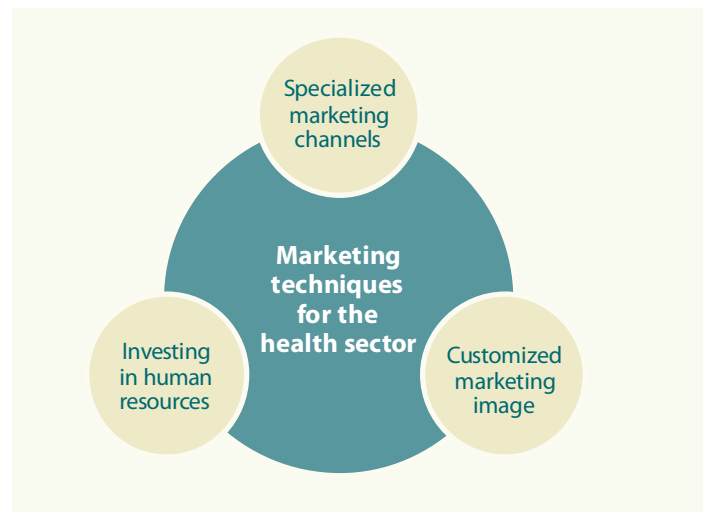 Specialized
marketing
channels
Marketing
techniques
for the
health sector
Investing
in human
resources
Customized
marketing
image